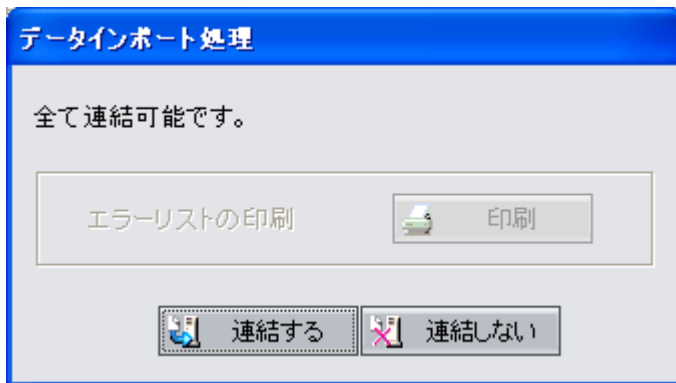 データインポート処理
全て連結可能です。
エラーリストの印刷 印刷
連結する 連結しない